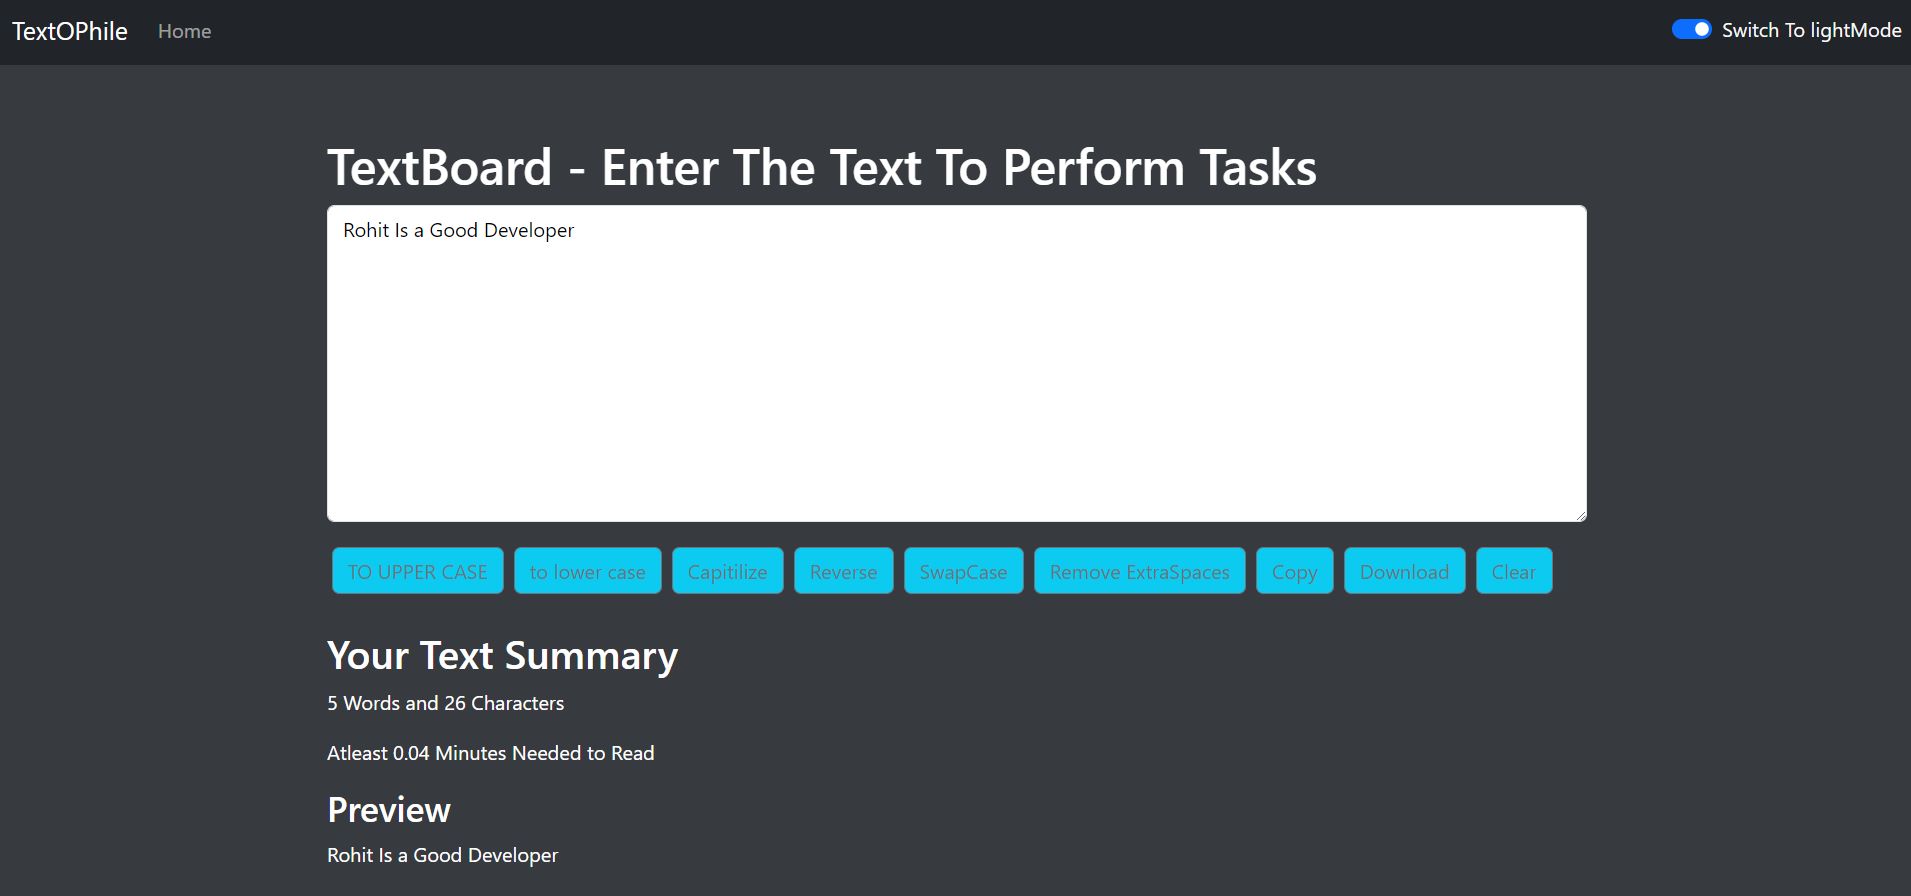 TextOPhile Home Switch To lightMode
TextBoard - Enter The Text To Perform Tasks
Rohit Is a Good Developer
TO UPPER CASE to lower case Capitilize Reverse SwapCase Remove ExtraSpaces Copy Download Clear
Your Text Summary
5 Words and 26 Characters
Atleast 0.04 Minutes Needed to Read
Preview
Rohit Is a Good Developer